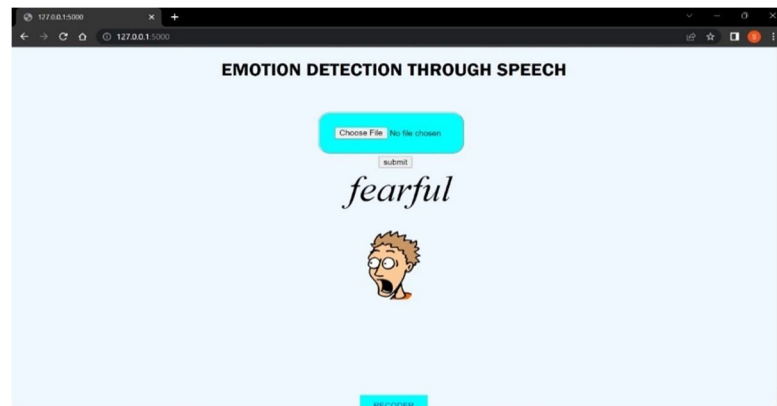 127.0.0.1:5000
127.0.0.1:5000
EMOTION DETECTION THROUGH SPEECH
Choose File No file chosen
submit
fearful